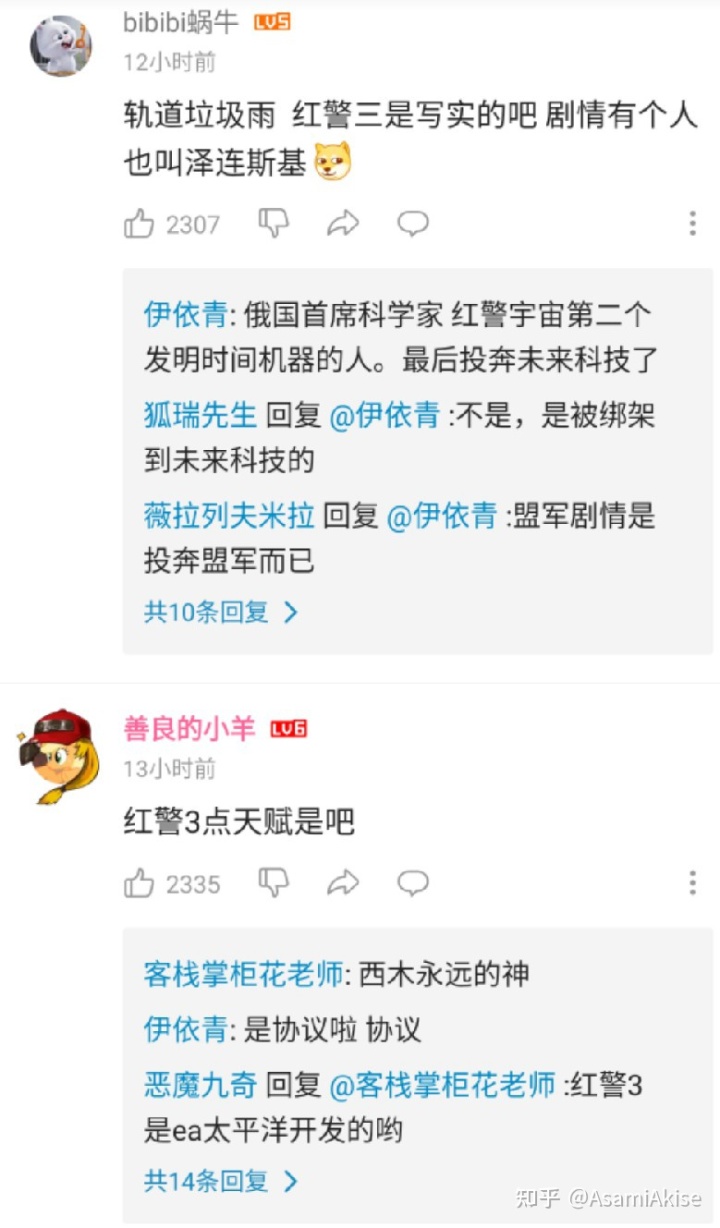 bibibi蜗牛 LV5
12小时前
轨道垃圾雨 红警三是写实的吧 剧情有个人
也叫泽连斯基
2307
伊依青: 俄国首席科学家 红警宇宙第二个
发明时间机器的人。最后投奔未来科技了
狐瑞先生 回复 @伊依青 :不是，是被绑架
到未来科技的
薇拉列夫米拉 回复 @伊依青 :盟军剧情是
投奔盟军而已
共10条回复 >
善良的小羊 LV6
13小时前
红警3点天赋是吧
2335
客栈掌柜花老师: 西木永远的神
伊依青: 是协议啦 协议
恶魔九奇 回复 @客栈掌柜花老师 :红警3
是ea太平洋开发的哟
共14条回复 >
知乎 @AsamiAkise